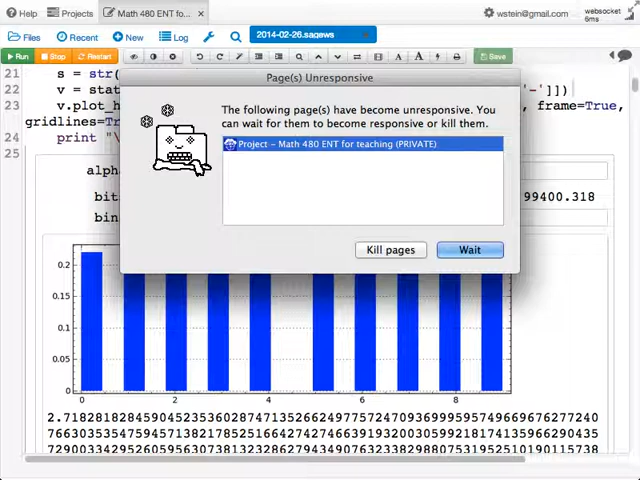 Help Projects Math 480 ENT fo... × wstein@gmail.com websocket
6ms
Files Recent New Log 2014-02-26.sagews
Run Stop Restart Save
Page(s) Unresponsive
The following page(s) have become unresponsive. You
can wait for them to become responsive or kill them.
Project – Math 480 ENT for teaching (PRIVATE)
Kill pages Wait
21 s = str(
22 v = stat '-']])
23 v.plot_h , frame=True,
gridlines=Tr
24 print "\
25
alpha
bit 99400.318
bin
0.2
0.15
0.1
0.05
0
0 2 4 6 8